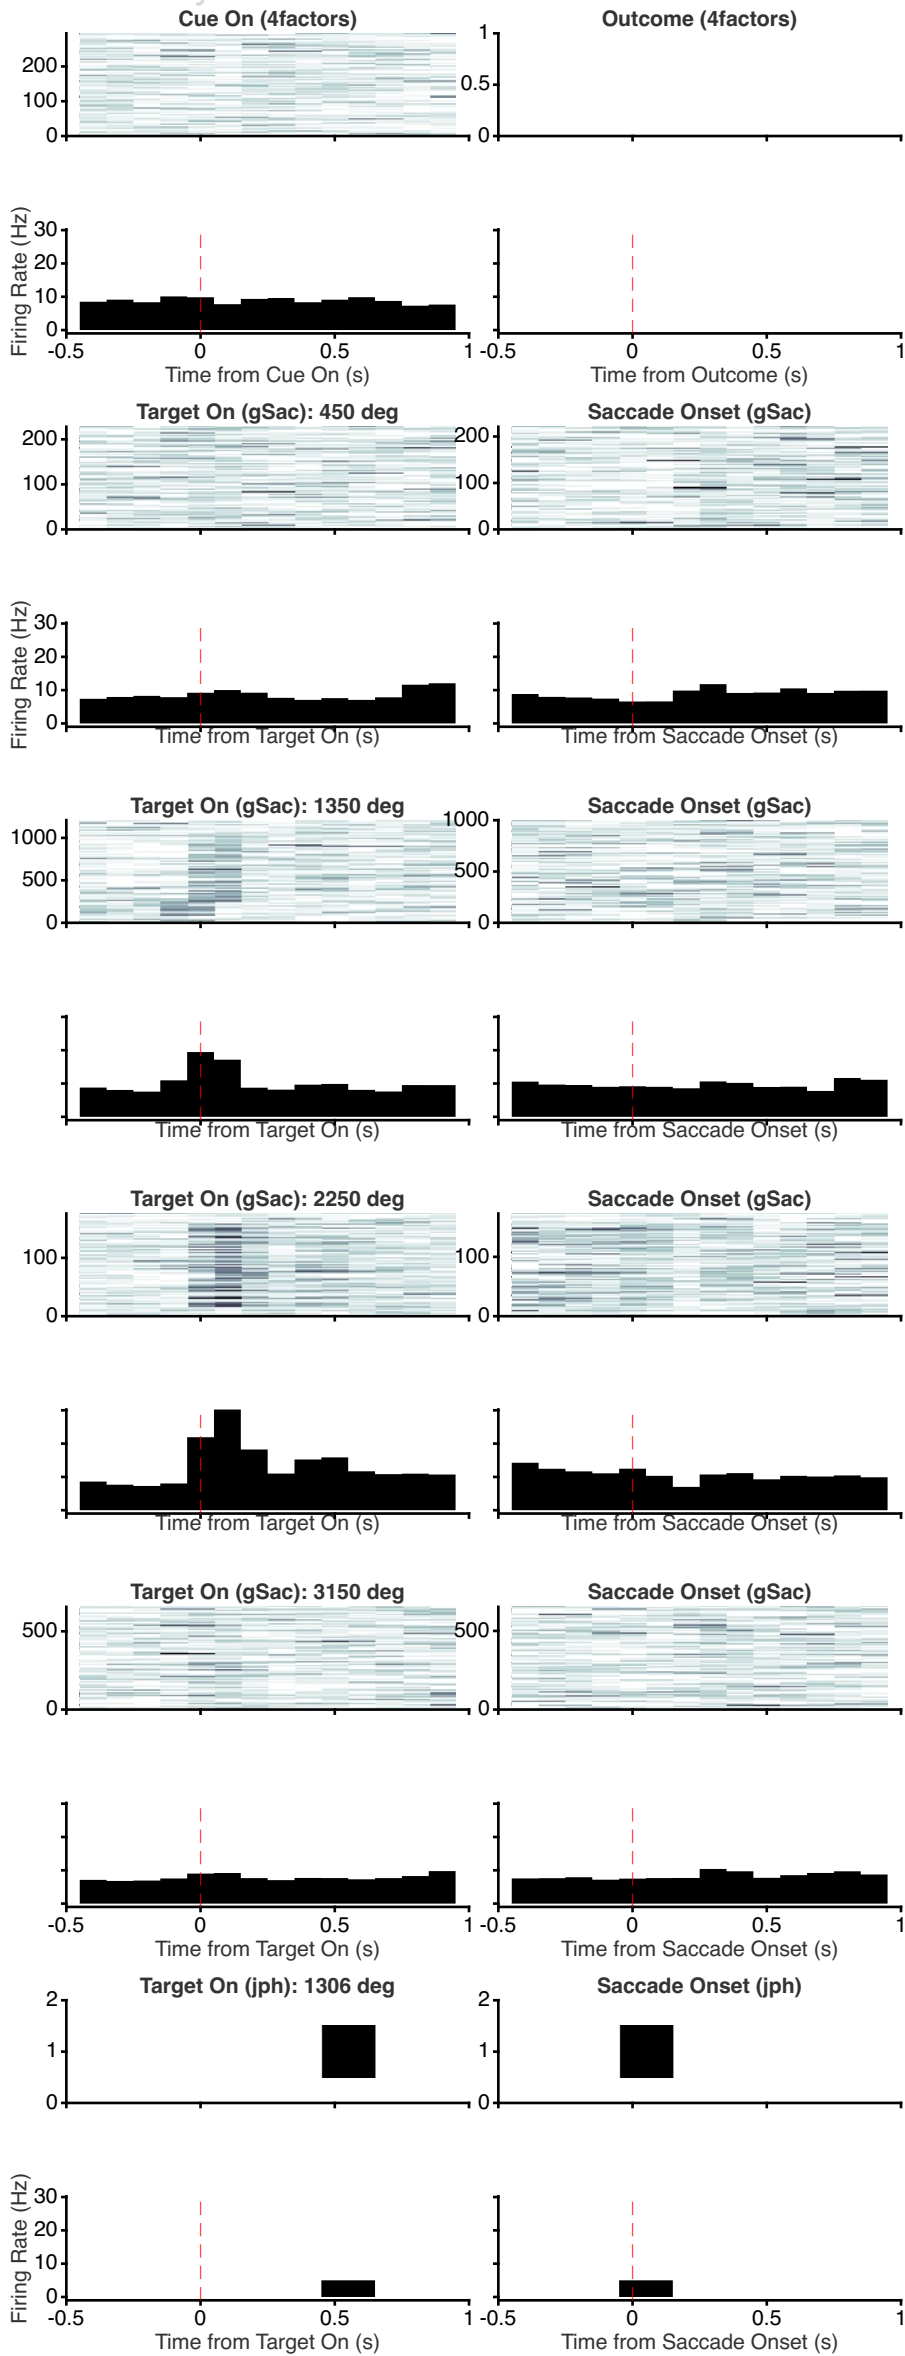 Cue On (4factors)
Outcome (4factors)
200
100
0
1
0.5
0
Firing Rate (Hz)
30
20
10
0
-0.5 0 0.5 1
-0.5 0 0.5 1
Time from Cue On (s)
Time from Outcome (s)
Target On (gSac): 450 deg
Saccade Onset (gSac)
200
100
0
200
100
0
Firing Rate (Hz)
30
20
10
0
Time from Target On (s)
Time from Saccade Onset (s)
Target On (gSac): 1350 deg
Saccade Onset (gSac)
1000
500
0
1000
500
0
Time from Target On (s)
Time from Saccade Onset (s)
Target On (gSac): 2250 deg
Saccade Onset (gSac)
100
0
100
0
Time from Target On (s)
Time from Saccade Onset (s)
Target On (gSac): 3150 deg
Saccade Onset (gSac)
500
0
500
0
-0.5 0 0.5 1
-0.5 0 0.5 1
Time from Target On (s)
Time from Saccade Onset (s)
Target On (jph): 1306 deg
Saccade Onset (jph)
2
1
0
2
1
0
Firing Rate (Hz)
30
20
10
0
-0.5 0 0.5 1
-0.5 0 0.5 1
Time from Target On (s)
Time from Saccade Onset (s)